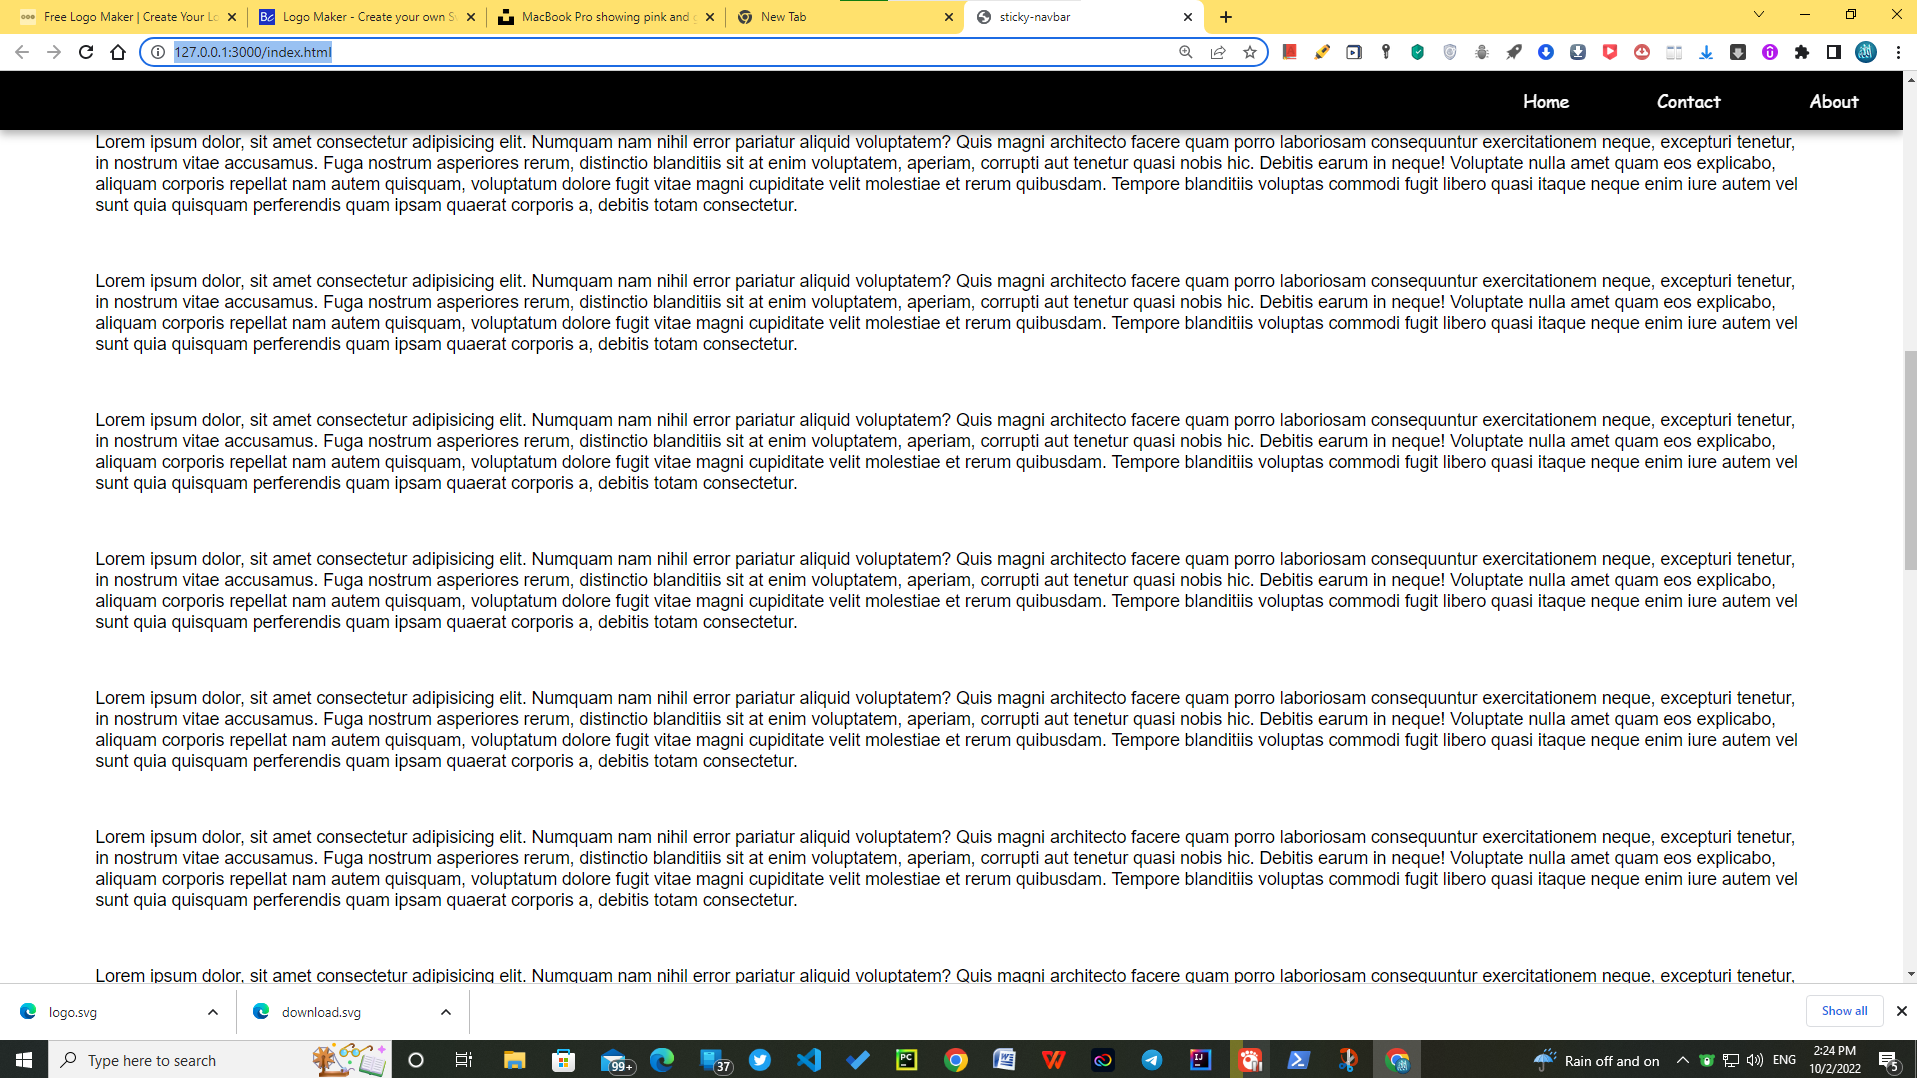 Free Logo Maker | Create Your Lo
Logo Maker - Create your own S
MacBook Pro showing pink and
New Tab
sticky-navbar
127.0.0.1:3000/index.html
Home Contact About
Lorem ipsum dolor, sit amet consectetur adipisicing elit. Numquam nam nihil error pariatur aliquid voluptatem? Quis magni architecto facere quam porro laboriosam consequuntur exercitationem neque, excepturi tenetur,
in nostrum vitae accusamus. Fuga nostrum asperiores rerum, distinctio blanditiis sit at enim voluptatem, aperiam, corrupti aut tenetur quasi nobis hic. Debitis earum in neque! Voluptate nulla amet quam eos explicabo,
aliquam corporis repellat nam autem quisquam, voluptatum dolore fugit vitae magni cupiditate velit molestiae et rerum quibusdam. Tempore blanditiis voluptas commodi fugit libero quasi itaque neque enim iure autem vel
sunt quia quisquam perferendis quam ipsam quaerat corporis a, debitis totam consectetur.
Lorem ipsum dolor, sit amet consectetur adipisicing elit. Numquam nam nihil error pariatur aliquid voluptatem? Quis magni architecto facere quam porro laboriosam consequuntur exercitationem neque, excepturi tenetur,
in nostrum vitae accusamus. Fuga nostrum asperiores rerum, distinctio blanditiis sit at enim voluptatem, aperiam, corrupti aut tenetur quasi nobis hic. Debitis earum in neque! Voluptate nulla amet quam eos explicabo,
aliquam corporis repellat nam autem quisquam, voluptatum dolore fugit vitae magni cupiditate velit molestiae et rerum quibusdam. Tempore blanditiis voluptas commodi fugit libero quasi itaque neque enim iure autem vel
sunt quia quisquam perferendis quam ipsam quaerat corporis a, debitis totam consectetur.
Lorem ipsum dolor, sit amet consectetur adipisicing elit. Numquam nam nihil error pariatur aliquid voluptatem? Quis magni architecto facere quam porro laboriosam consequuntur exercitationem neque, excepturi tenetur,
in nostrum vitae accusamus. Fuga nostrum asperiores rerum, distinctio blanditiis sit at enim voluptatem, aperiam, corrupti aut tenetur quasi nobis hic. Debitis earum in neque! Voluptate nulla amet quam eos explicabo,
aliquam corporis repellat nam autem quisquam, voluptatum dolore fugit vitae magni cupiditate velit molestiae et rerum quibusdam. Tempore blanditiis voluptas commodi fugit libero quasi itaque neque enim iure autem vel
sunt quia quisquam perferendis quam ipsam quaerat corporis a, debitis totam consectetur.
Lorem ipsum dolor, sit amet consectetur adipisicing elit. Numquam nam nihil error pariatur aliquid voluptatem? Quis magni architecto facere quam porro laboriosam consequuntur exercitationem neque, excepturi tenetur,
in nostrum vitae accusamus. Fuga nostrum asperiores rerum, distinctio blanditiis sit at enim voluptatem, aperiam, corrupti aut tenetur quasi nobis hic. Debitis earum in neque! Voluptate nulla amet quam eos explicabo,
aliquam corporis repellat nam autem quisquam, voluptatum dolore fugit vitae magni cupiditate velit molestiae et rerum quibusdam. Tempore blanditiis voluptas commodi fugit libero quasi itaque neque enim iure autem vel
sunt quia quisquam perferendis quam ipsam quaerat corporis a, debitis totam consectetur.
Lorem ipsum dolor, sit amet consectetur adipisicing elit. Numquam nam nihil error pariatur aliquid voluptatem? Quis magni architecto facere quam porro laboriosam consequuntur exercitationem neque, excepturi tenetur,
in nostrum vitae accusamus. Fuga nostrum asperiores rerum, distinctio blanditiis sit at enim voluptatem, aperiam, corrupti aut tenetur quasi nobis hic. Debitis earum in neque! Voluptate nulla amet quam eos explicabo,
aliquam corporis repellat nam autem quisquam, voluptatum dolore fugit vitae magni cupiditate velit molestiae et rerum quibusdam. Tempore blanditiis voluptas commodi fugit libero quasi itaque neque enim iure autem vel
sunt quia quisquam perferendis quam ipsam quaerat corporis a, debitis totam consectetur.
Lorem ipsum dolor, sit amet consectetur adipisicing elit. Numquam nam nihil error pariatur aliquid voluptatem? Quis magni architecto facere quam porro laboriosam consequuntur exercitationem neque, excepturi tenetur,
in nostrum vitae accusamus. Fuga nostrum asperiores rerum, distinctio blanditiis sit at enim voluptatem, aperiam, corrupti aut tenetur quasi nobis hic. Debitis earum in neque! Voluptate nulla amet quam eos explicabo,
aliquam corporis repellat nam autem quisquam, voluptatum dolore fugit vitae magni cupiditate velit molestiae et rerum quibusdam. Tempore blanditiis voluptas commodi fugit libero quasi itaque neque enim iure autem vel
sunt quia quisquam perferendis quam ipsam quaerat corporis a, debitis totam consectetur.
Lorem ipsum dolor, sit amet consectetur adipisicing elit. Numquam nam nihil error pariatur aliquid voluptatem? Quis magni architecto facere quam porro laboriosam consequuntur exercitationem neque, excepturi tenetur,
logo.svg
download.svg
Show all
Type here to search
99+
37
Rain off and on
ENG
2:24 PM
10/2/2022
5